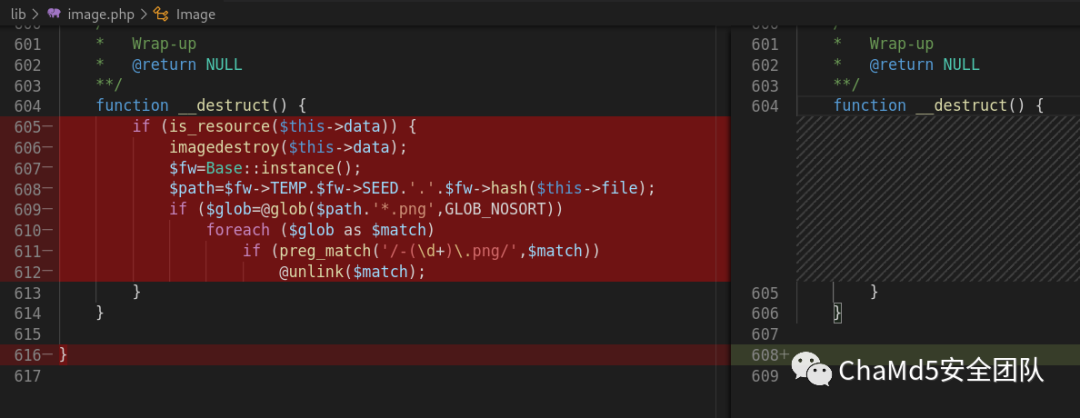 lib > image.php > Image
601 * Wrap-up
602 * @return NULL
603 **/
604 function __destruct() {
605− if (is_resource($this->data)) {
606− imagedestroy($this->data);
607− $fw=Base::instance();
608− $path=$fw->TEMP.$fw->SEED.'.'.$fw->hash($this->file);
609− if ($glob=@glob($path.'*.png',GLOB_NOSORT))
610− foreach ($glob as $match)
611− if (preg_match('/-(\d+)\.png/',$match))
612− @unlink($match);
613 }
614 }
615
616− }
617
601 * Wrap-up
602 * @return NULL
603 **/
604 function __destruct() {
605 }
606 }
607
608+
609
ChaMd5安全团队